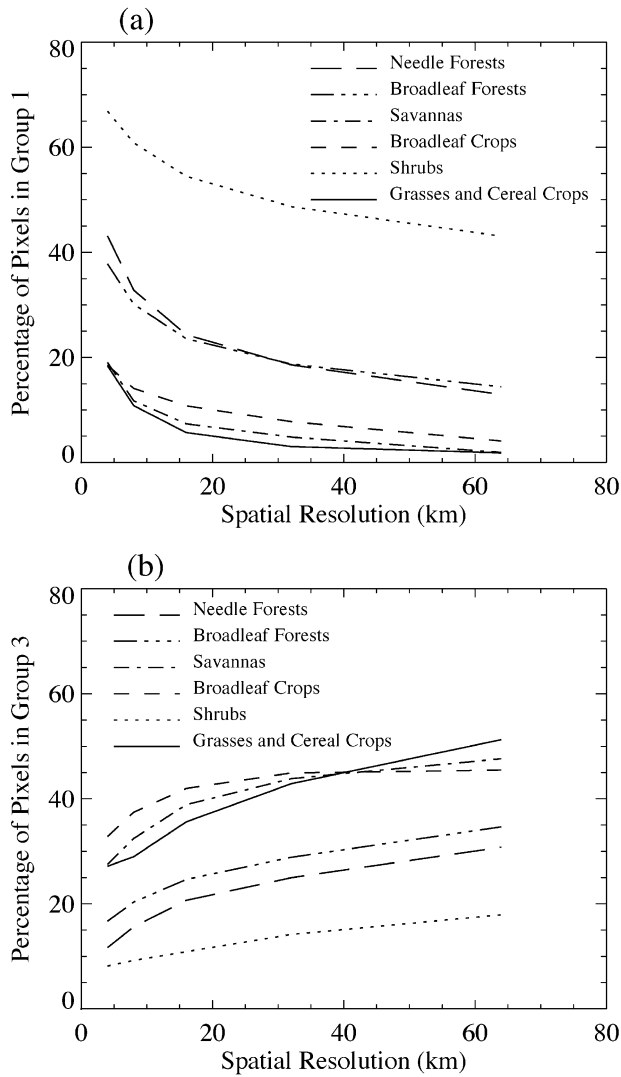 (a)
80
60
40
20
0
Percentage of Pixels in Group 1
Needle Forests
Broadleaf Forests
Savannas
Broadleaf Crops
Shrubs
Grasses and Cereal Crops
0 20 40 60 80
Spatial Resolution (km)
(b)
80
60
40
20
0
Percentage of Pixels in Group 3
Needle Forests
Broadleaf Forests
Savannas
Broadleaf Crops
Shrubs
Grasses and Cereal Crops
0 20 40 60 80
Spatial Resolution (km)